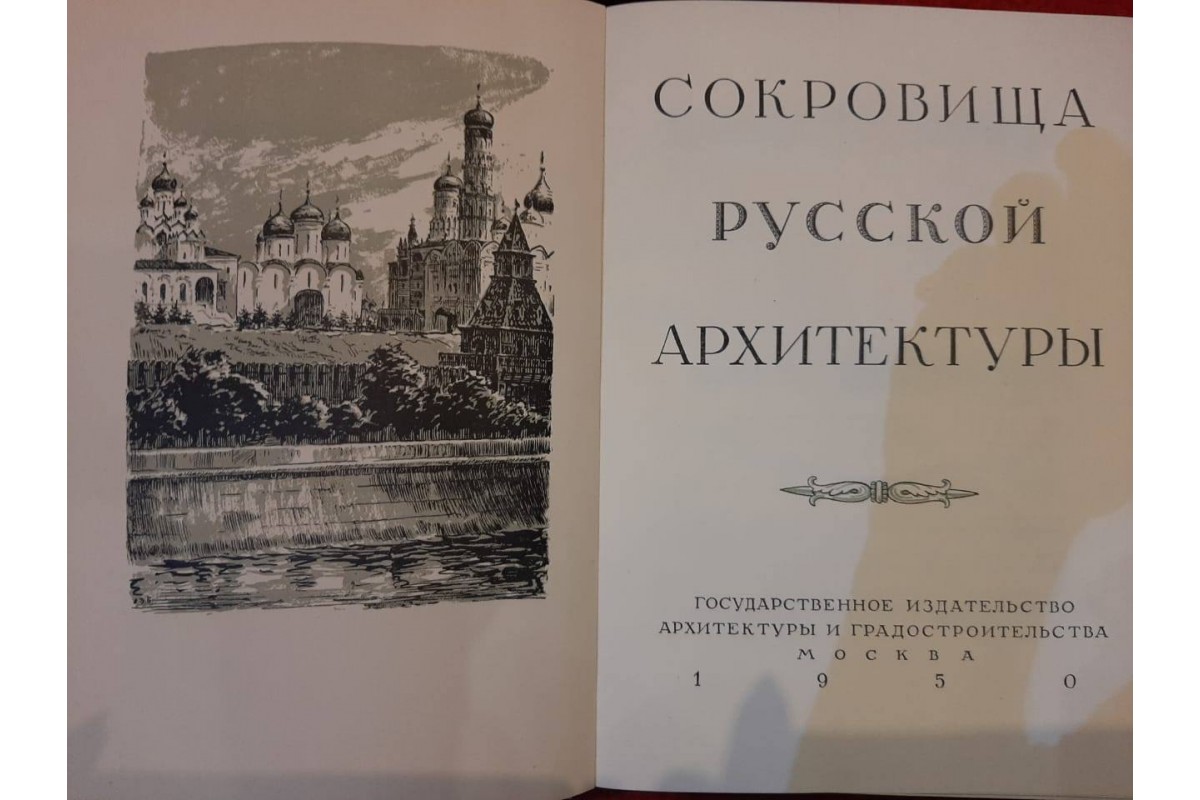 СОКРОВИЩА
РУССКОЙ
АРХИТЕКТУРЫ
ГОСУДАРСТВЕННОЕ ИЗДАТЕЛЬСТВО
АРХИТЕКТУРЫ И ГРАДОСТРОИТЕЛЬСТВА
МОСКВА
1950